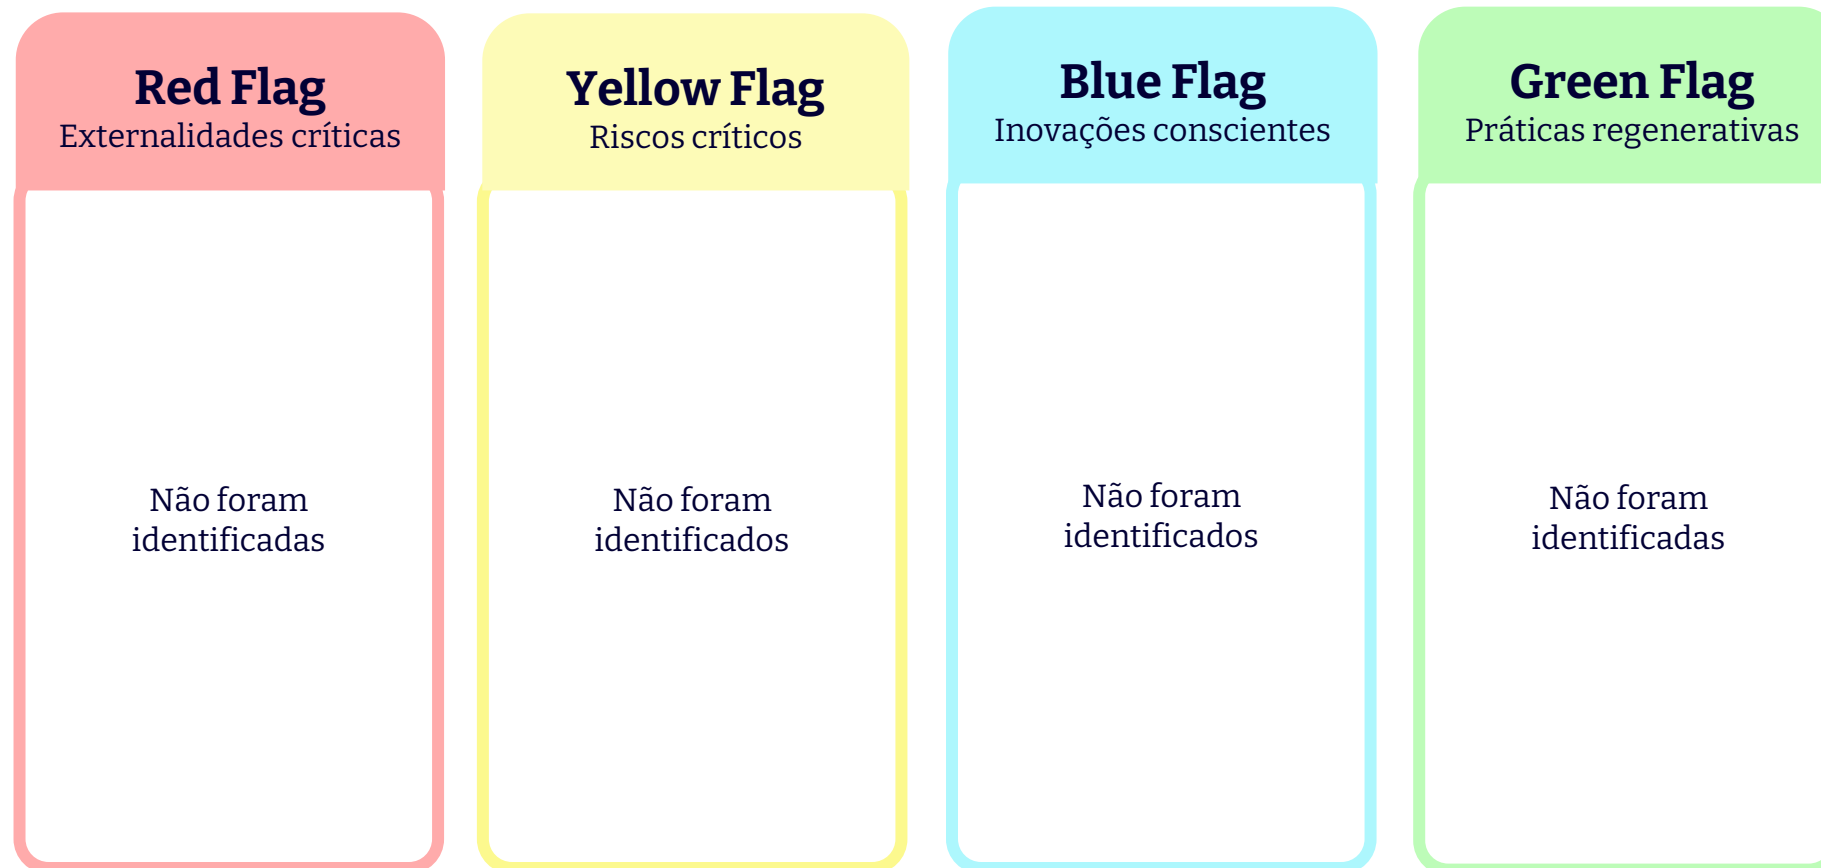 Red Flag
Externalidades críticas
Não foram
identificadas
Yellow Flag
Riscos críticos
Não foram
identificados
Blue Flag
Inovações conscientes
Não foram
identificados
Green Flag
Práticas regenerativas
Não foram
identificadas